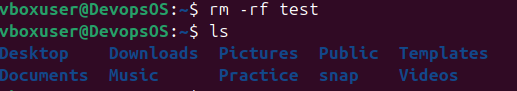 vboxuser@DevopsOS:~$ rm -rf test
vboxuser@DevopsOS:~$ ls
Desktop Downloads Pictures Public Templates
Documents Music Practice snap Videos